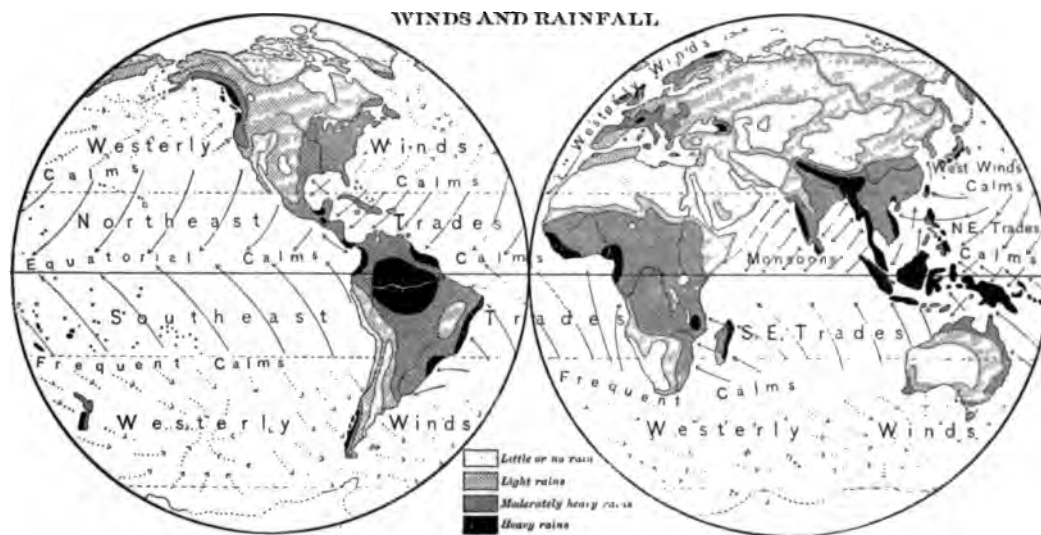 WINDS AND RAINFALL
Westerly Winds
Calms Calms
Northeast Trades
Equatorial Calms Calms
Southeast Trades
Frequent Calms
Westerly Winds
Westerly Winds
West Winds
Calms
N.E. Trades
Calms
Monsoons
S.E. Trades
Frequent Calms
Westerly Winds
Little or no rain
Light rains
Moderately heavy rains
Heavy rains